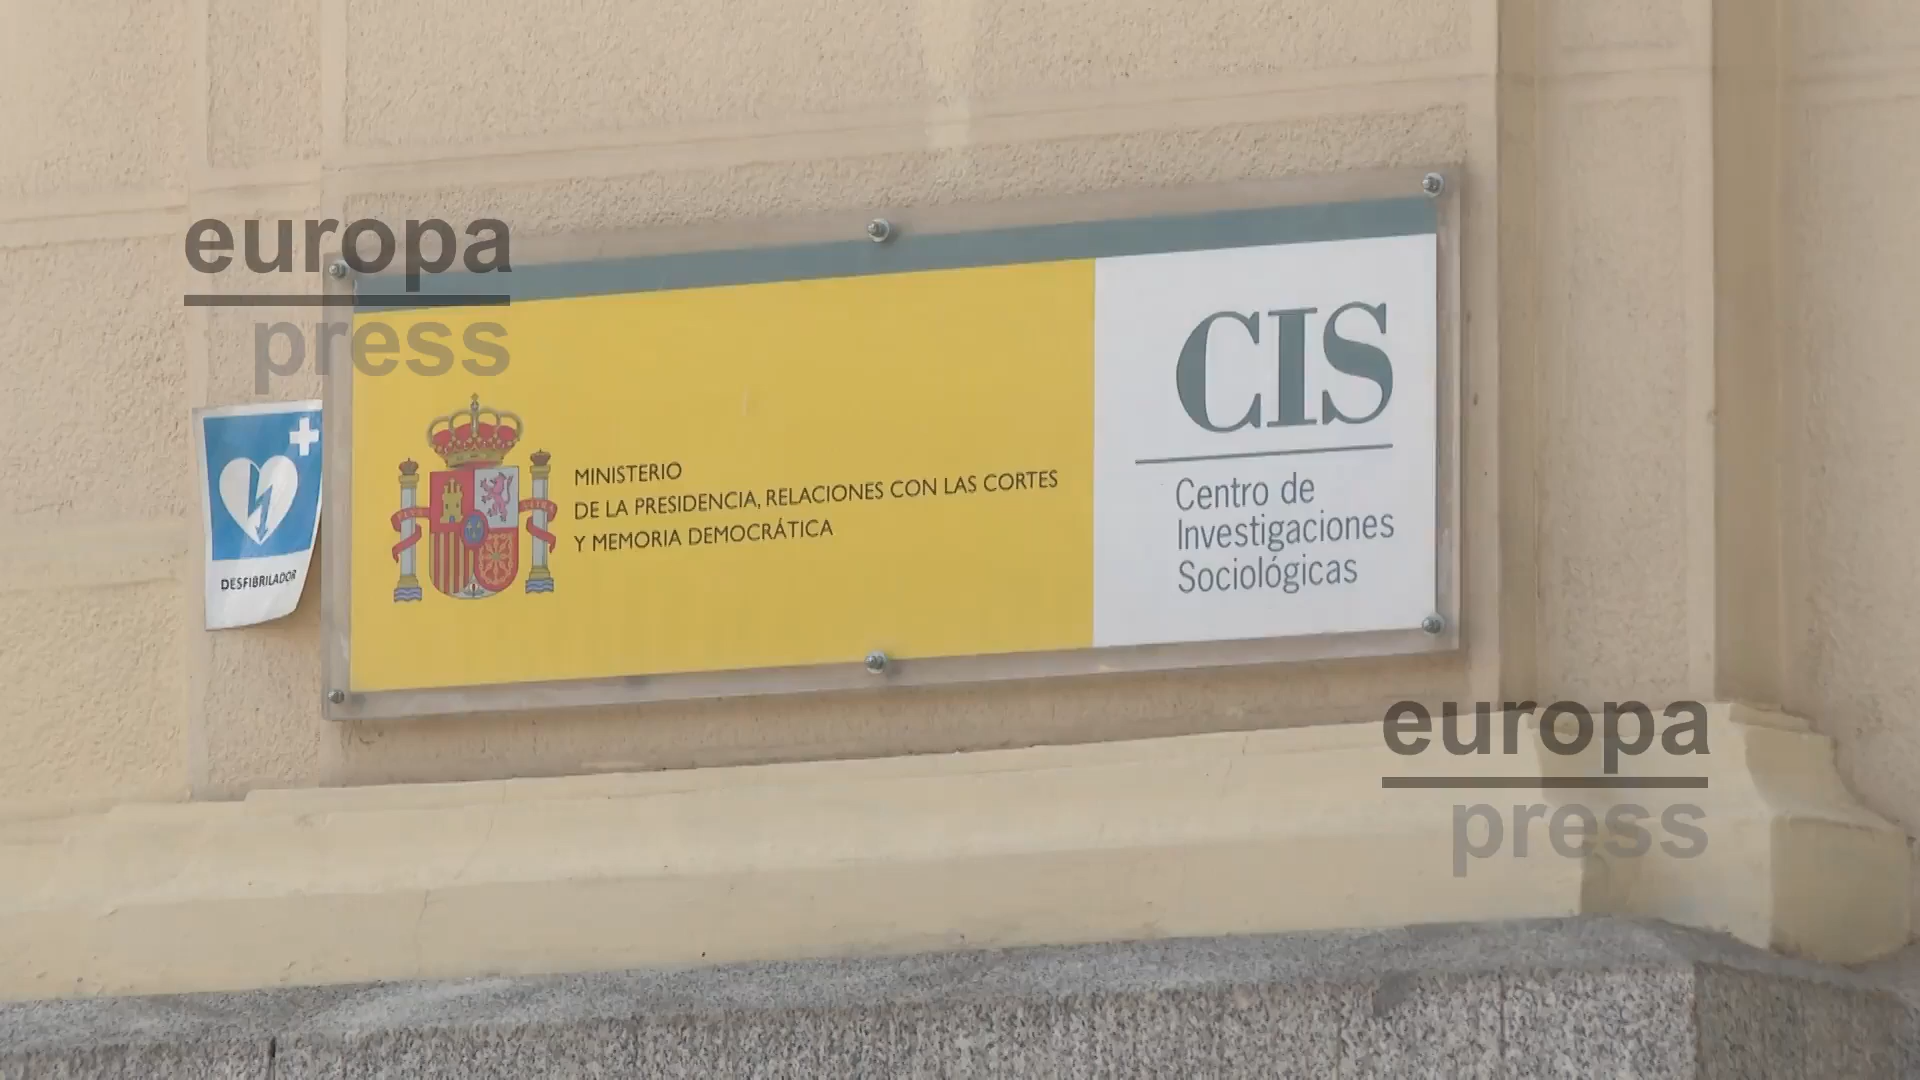 europa
press
DESFIBRILADOR
MINISTERIO
DE LA PRESIDENCIA, RELACIONES CON LAS CORTES
Y MEMORIA DEMOCRÁTICA
CIS
Centro de
Investigaciones
Sociológicas
europa
press